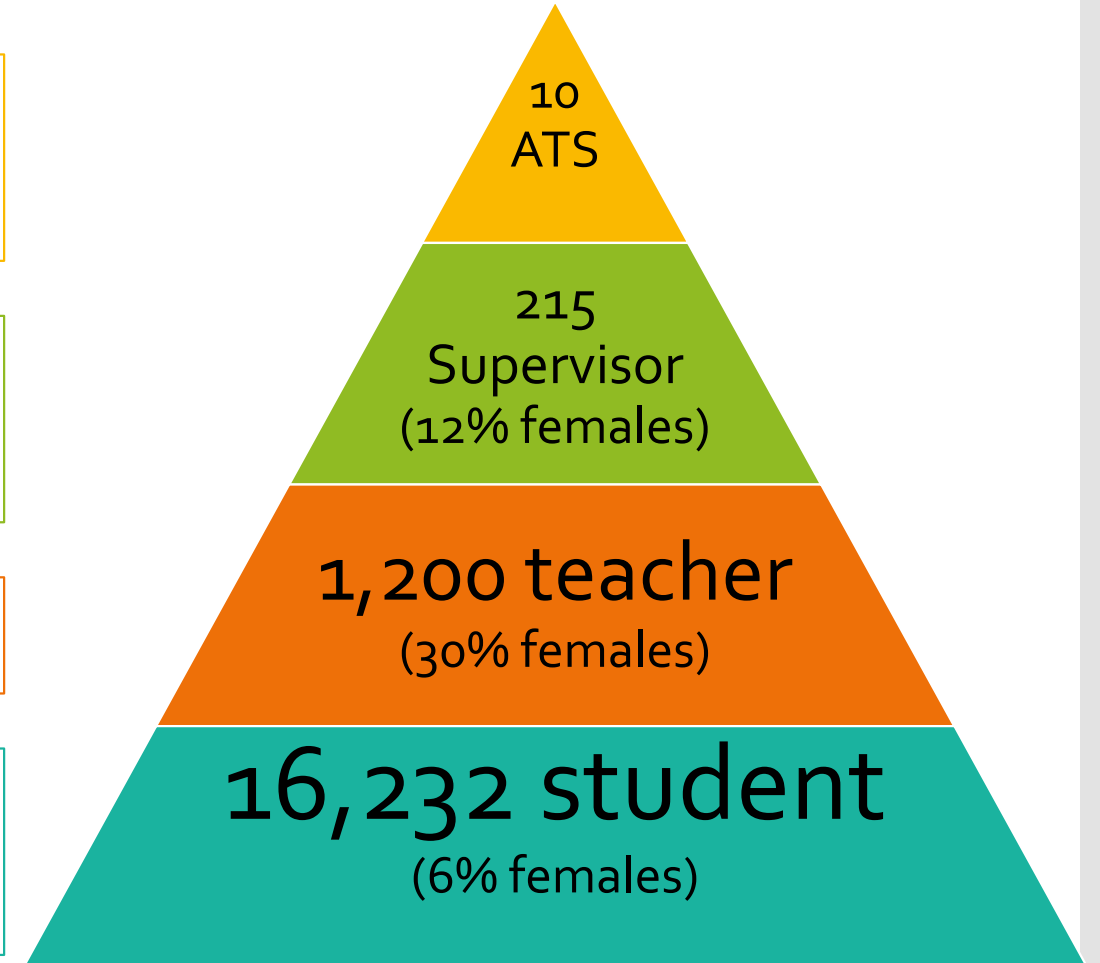 10
ATS
215
Supervisor
(12% females)
1,200 teacher
(30% females)
16,232 student
(6% females)